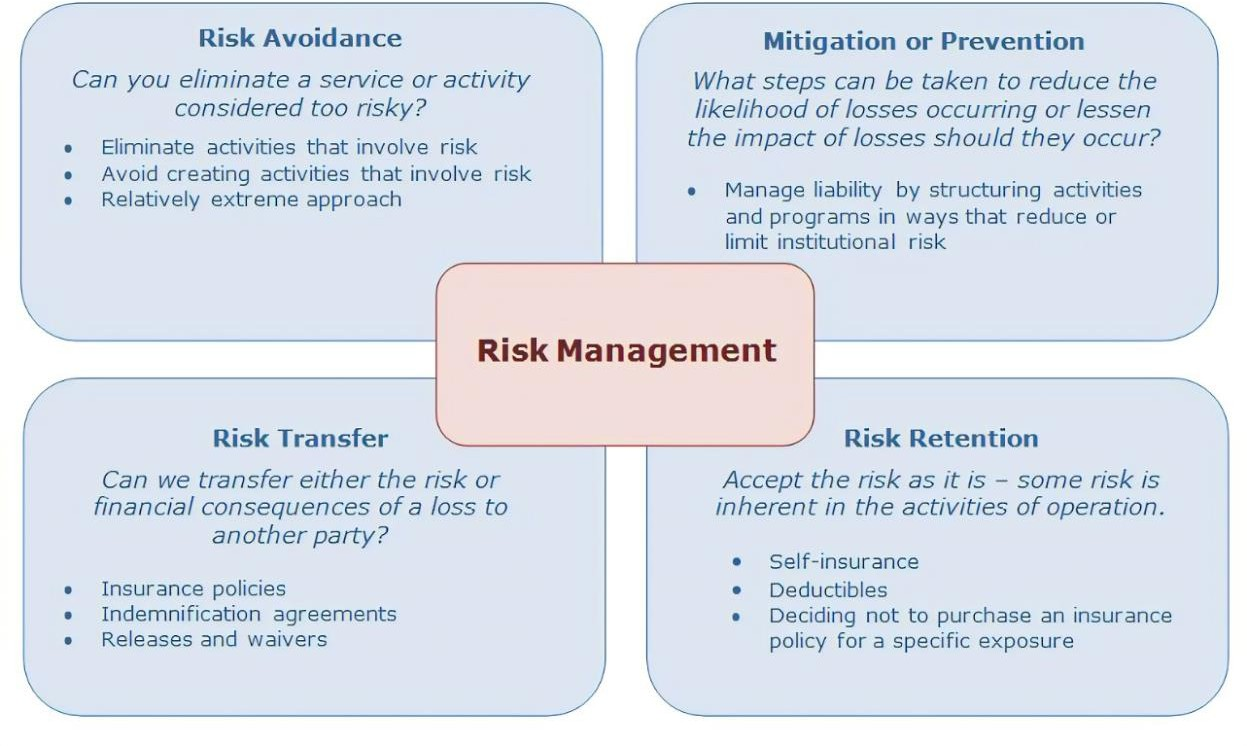 Risk Avoidance
Can you eliminate a service or activity
considered too risky?
• Eliminate activities that involve risk
• Avoid creating activities that involve risk
• Relatively extreme approach
Mitigation or Prevention
What steps can be taken to reduce the
likelihood of losses occurring or lessen
the impact of losses should they occur?
• Manage liability by structuring activities
and programs in ways that reduce or
limit institutional risk
Risk Management
Risk Transfer
Can we transfer either the risk or
financial consequences of a loss to
another party?
• Insurance policies
• Indemnification agreements
• Releases and waivers
Risk Retention
Accept the risk as it is – some risk is
inherent in the activities of operation.
• Self-insurance
• Deductibles
• Deciding not to purchase an insurance
policy for a specific exposure